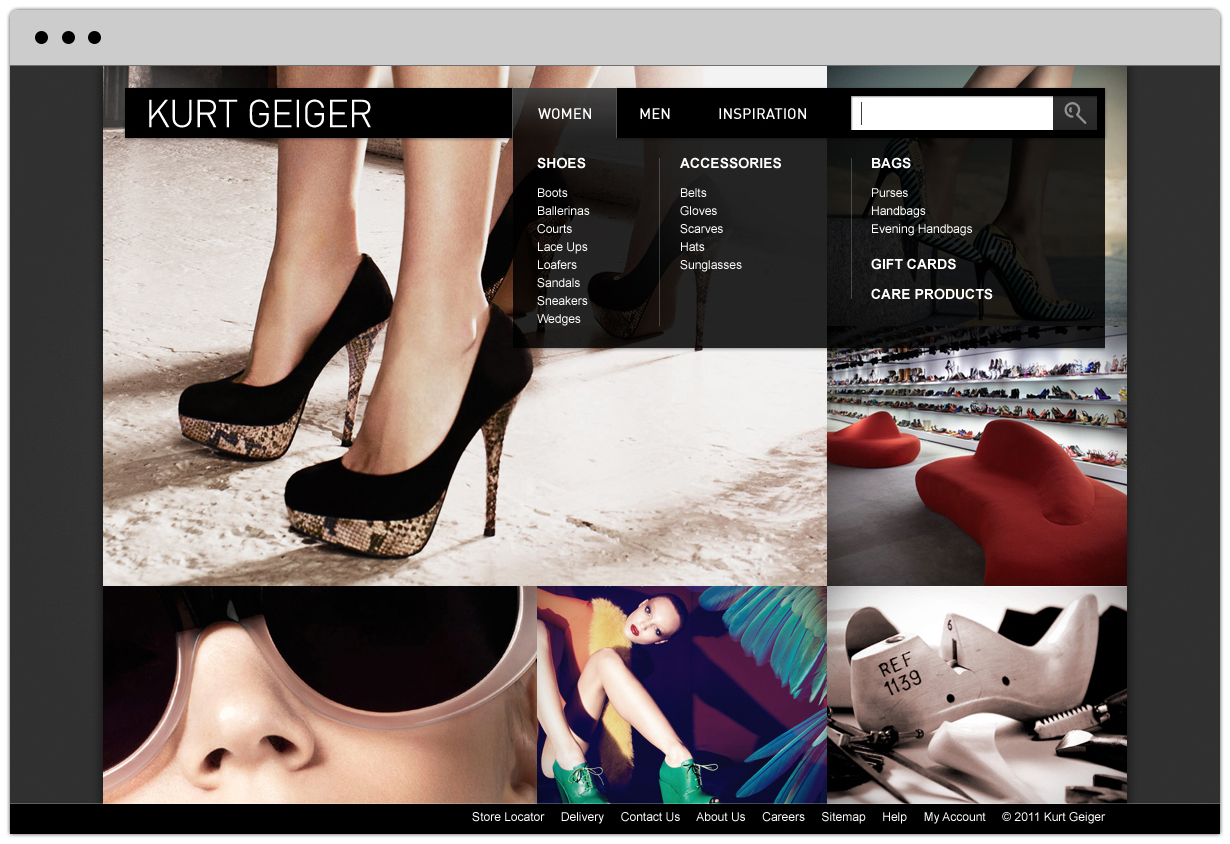 KURT GEIGER
WOMEN
MEN
INSPIRATION
SHOES
Boots
Ballerinas
Courts
Lace Ups
Loafers
Sandals
Sneakers
Wedges
ACCESSORIES
Belts
Gloves
Scarves
Hats
Sunglasses
BAGS
Purses
Handbags
Evening Handbags
GIFT CARDS
CARE PRODUCTS
6
REF
1139
Store Locator Delivery Contact Us About Us Careers Sitemap Help My Account © 2011 Kurt Geiger